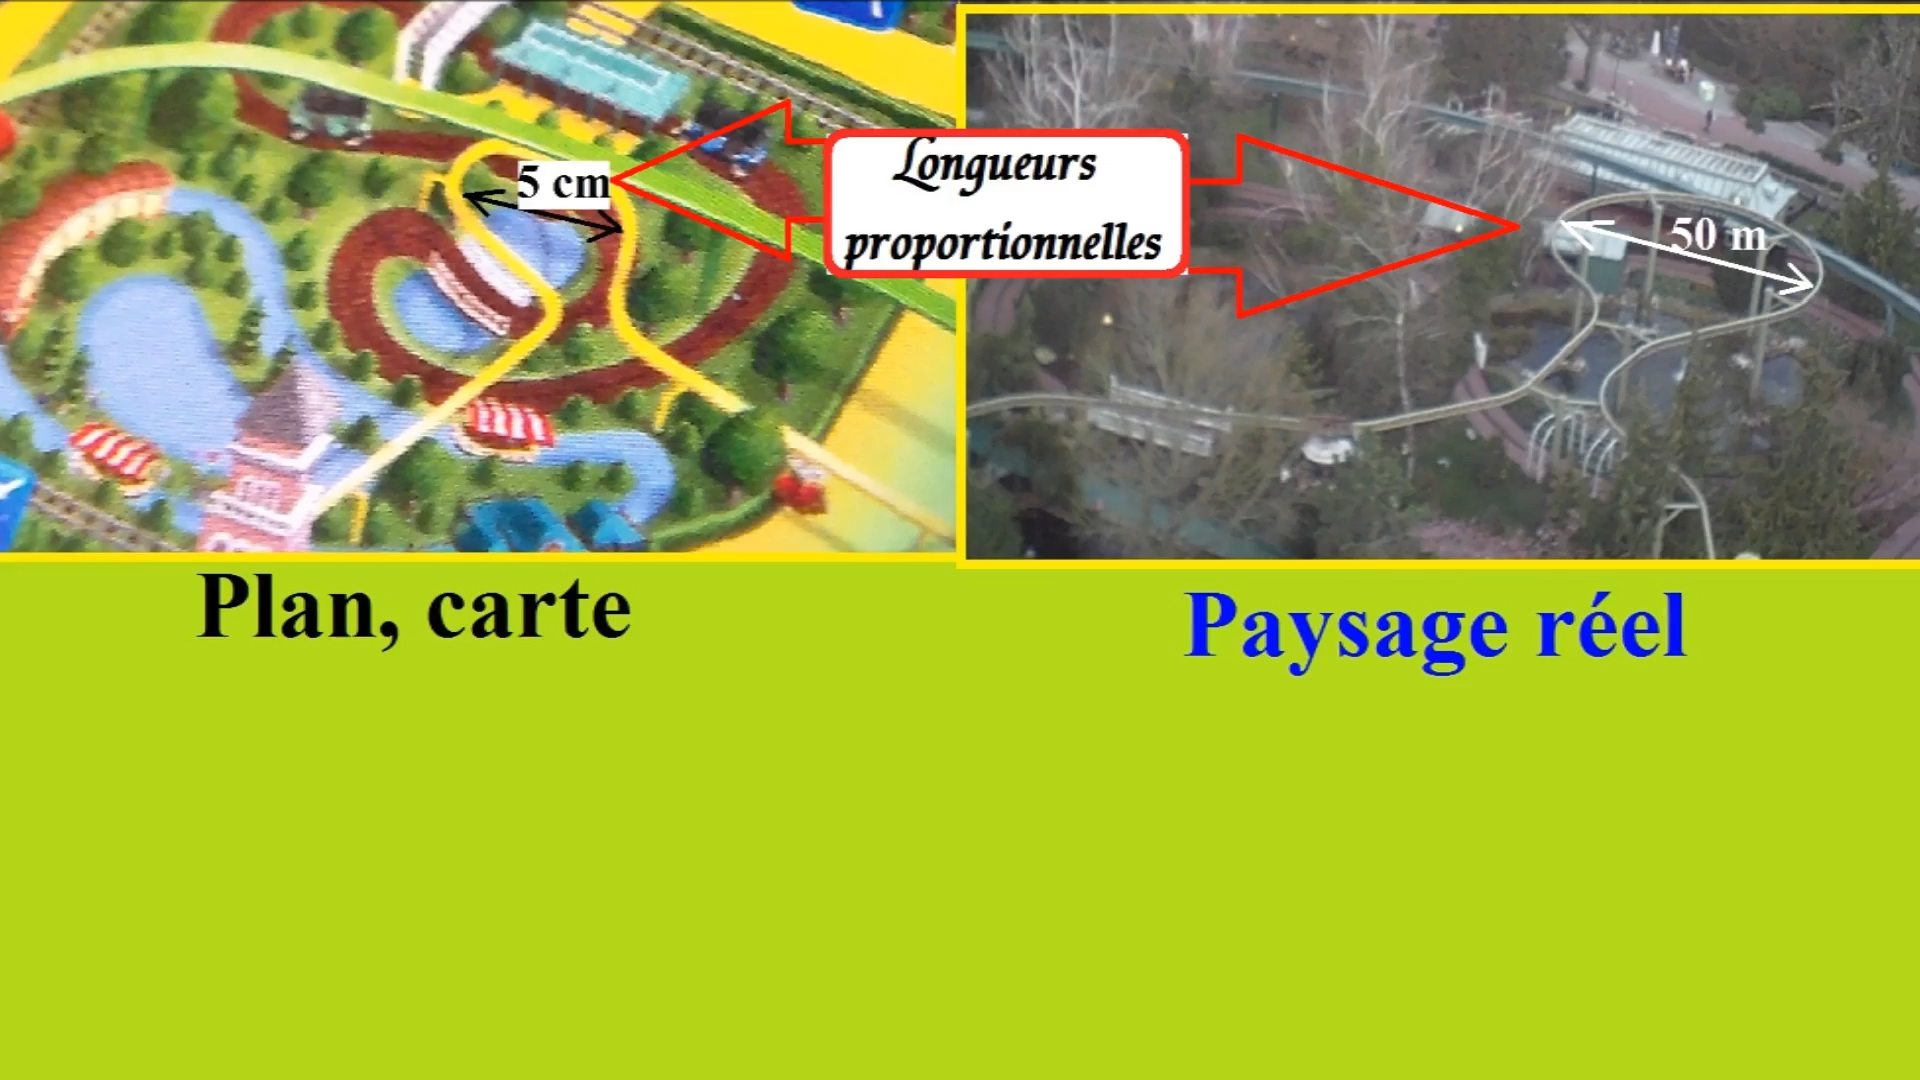 5 cm
Longueurs
proportionnelles
50 m
Plan, carte
Paysage réel